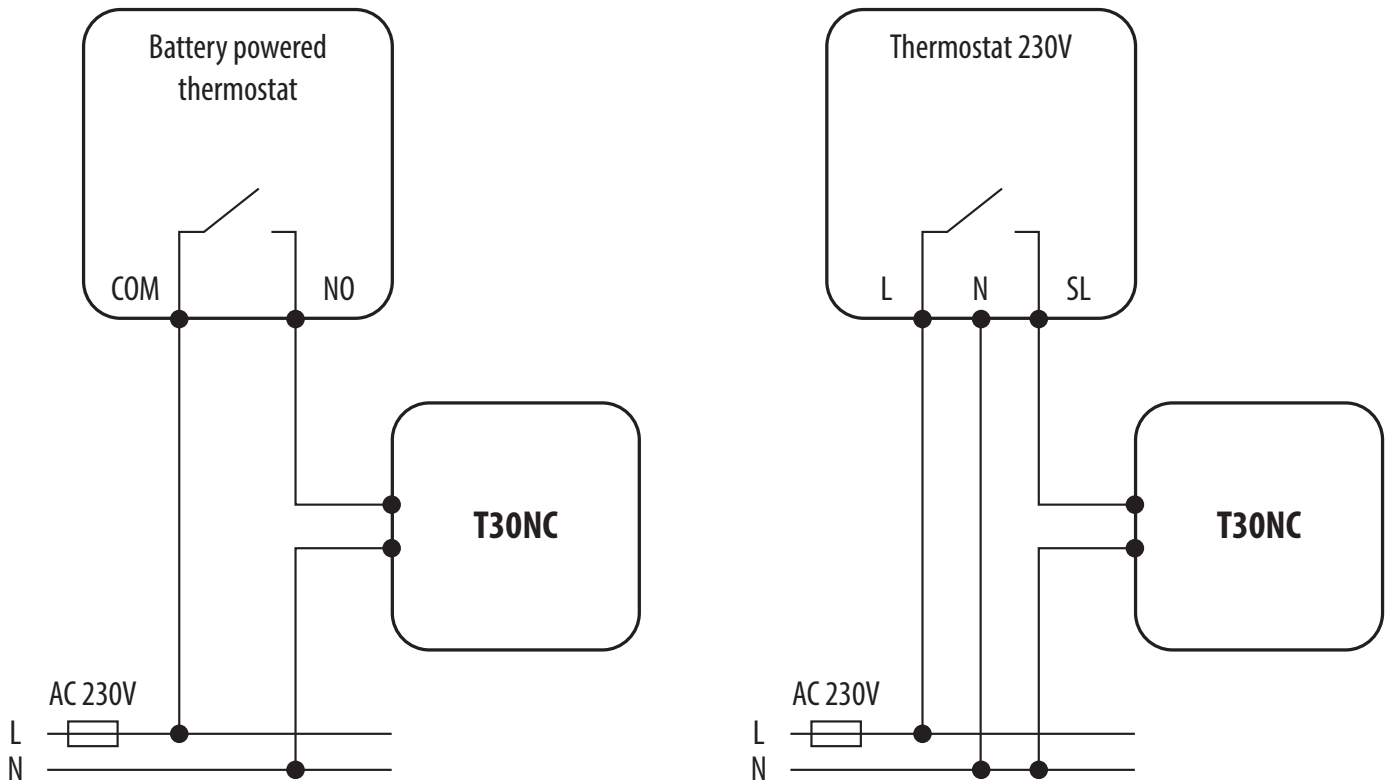 Battery powered
thermostat
COM NO
T30NC
AC 230V
L
N
Thermostat 230V
L N SL
T30NC
AC 230V
L
N